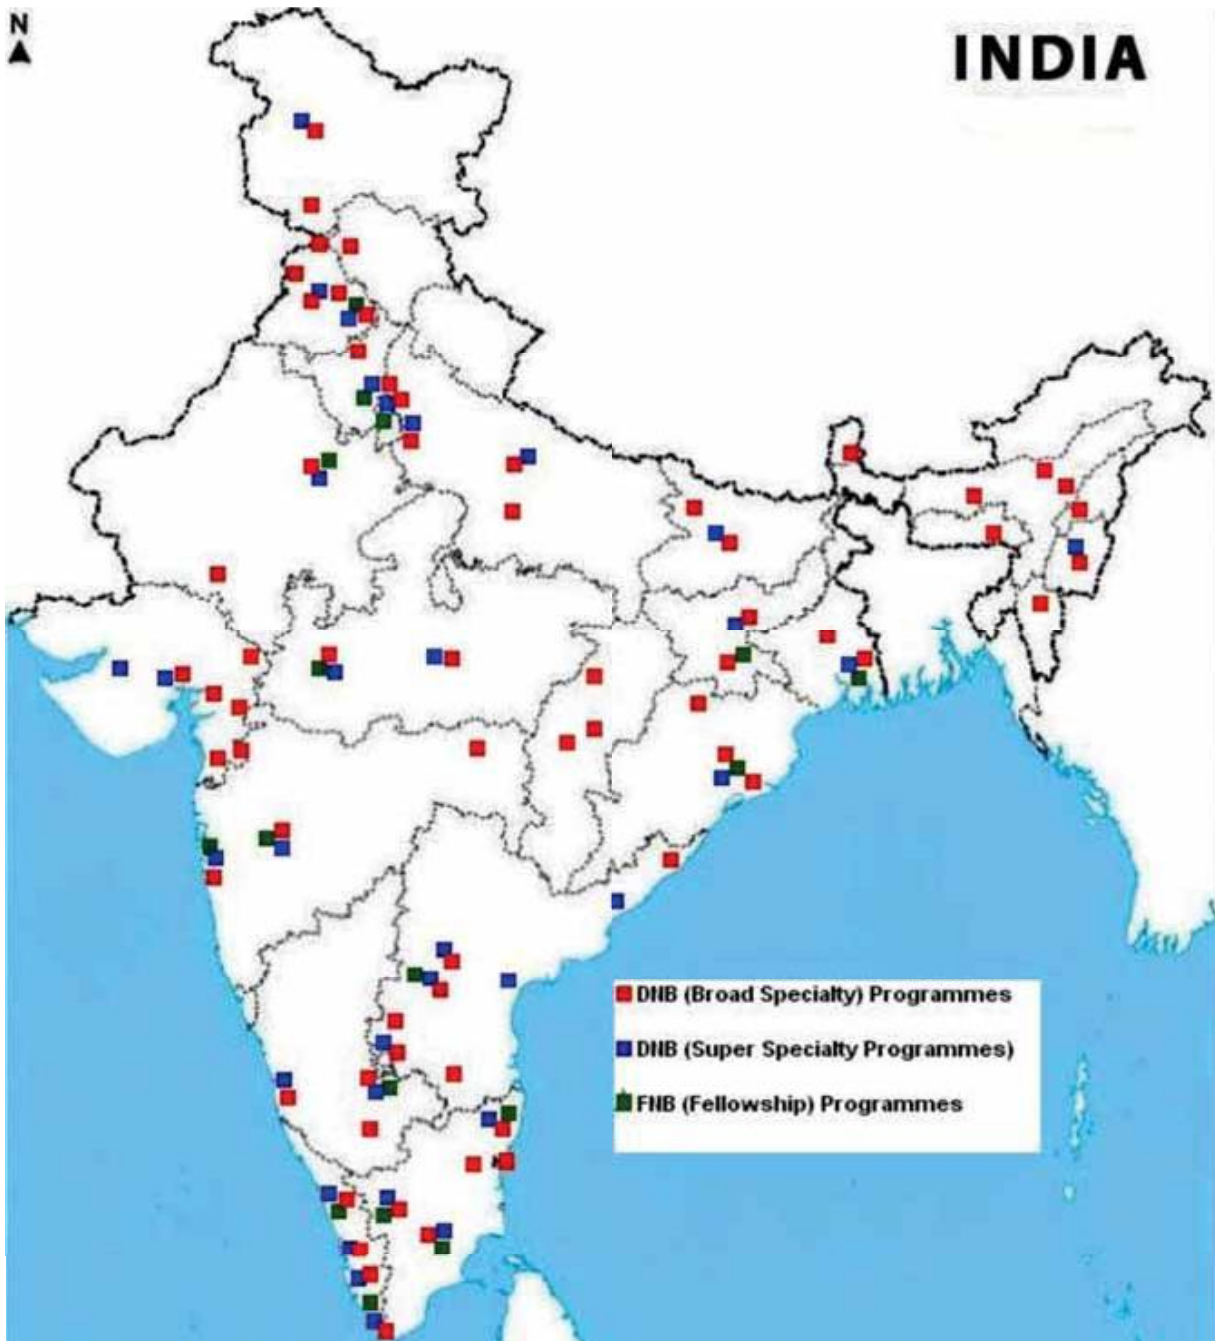 N
INDIA
DNB (Broad Specialty) Programmes
DNB (Super Specialty Programmes)
FNB (Fellowship) Programmes